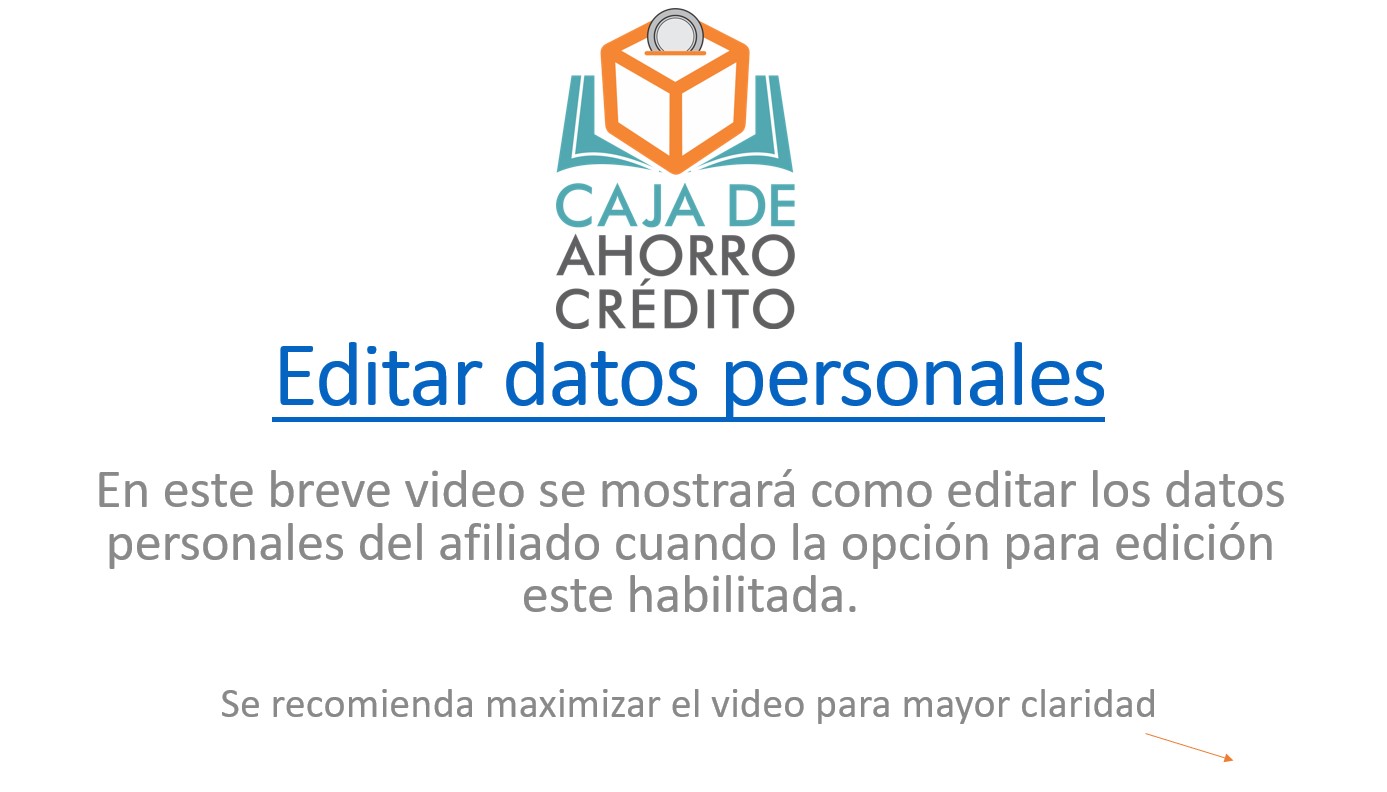 CAJA DE
AHORRO
CRÉDITO
Editar datos personales
En este breve video se mostrará como editar los datos
personales del afiliado cuando la opción para edición
este habilitada.
Se recomienda maximizar el video para mayor claridad